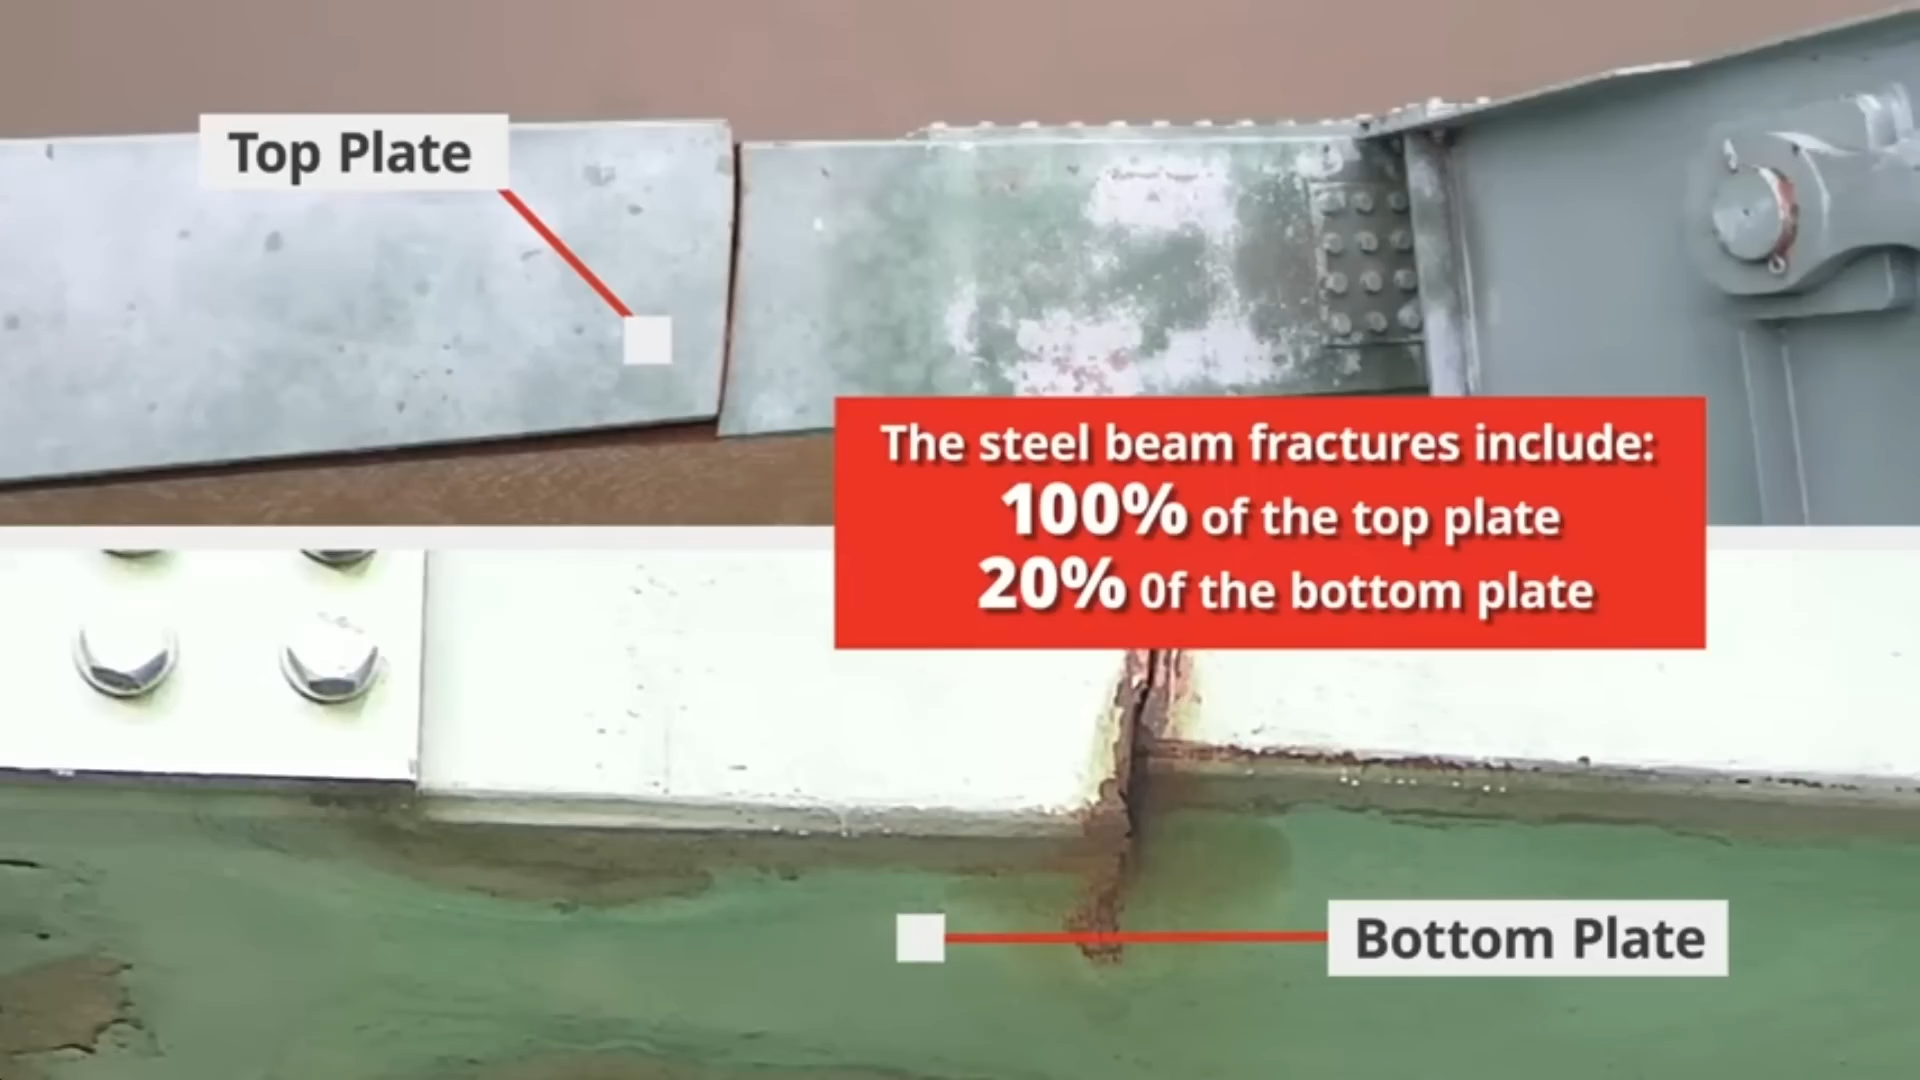 Top Plate
The steel beam fractures include:
100% of the top plate
20% 0f the bottom plate
Bottom Plate